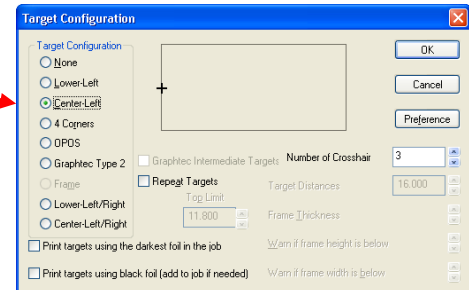 Target Configuration
Target Configuration
None
Lower-Left
Center-Left
4 Corners
OPOS
Graphtec Type 2
Frame
Lower-Left/Right
Center-Left/Right
OK
Cancel
Preference
Graphtec Intermediate Targets
Number of Crosshair
3
Repeat Targets
Top Limit
11.800
Target Distances
16.000
Frame Thickness
Warn if frame height is below
Warn if frame width is below
Print targets using the darkest foil in the job
Print targets using black foil (add to job if needed)